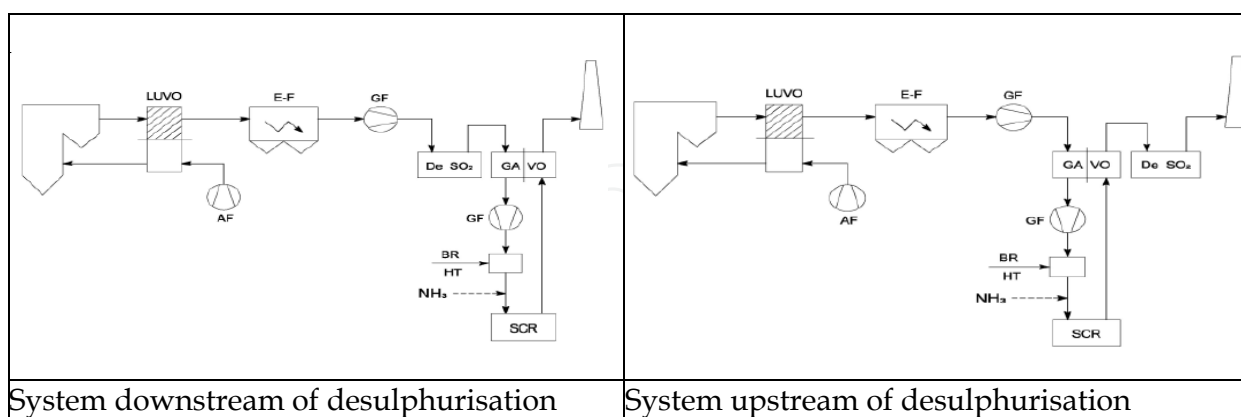 LUVO
E-F
GF
De SO₂
GA VO
AF
GF
BR
HT
NH₃
SCR
System downstream of desulphurisation
LUVO
E-F
GF
GA VO
De SO₂
AF
GF
BR
HT
NH₃
SCR
System upstream of desulphurisation